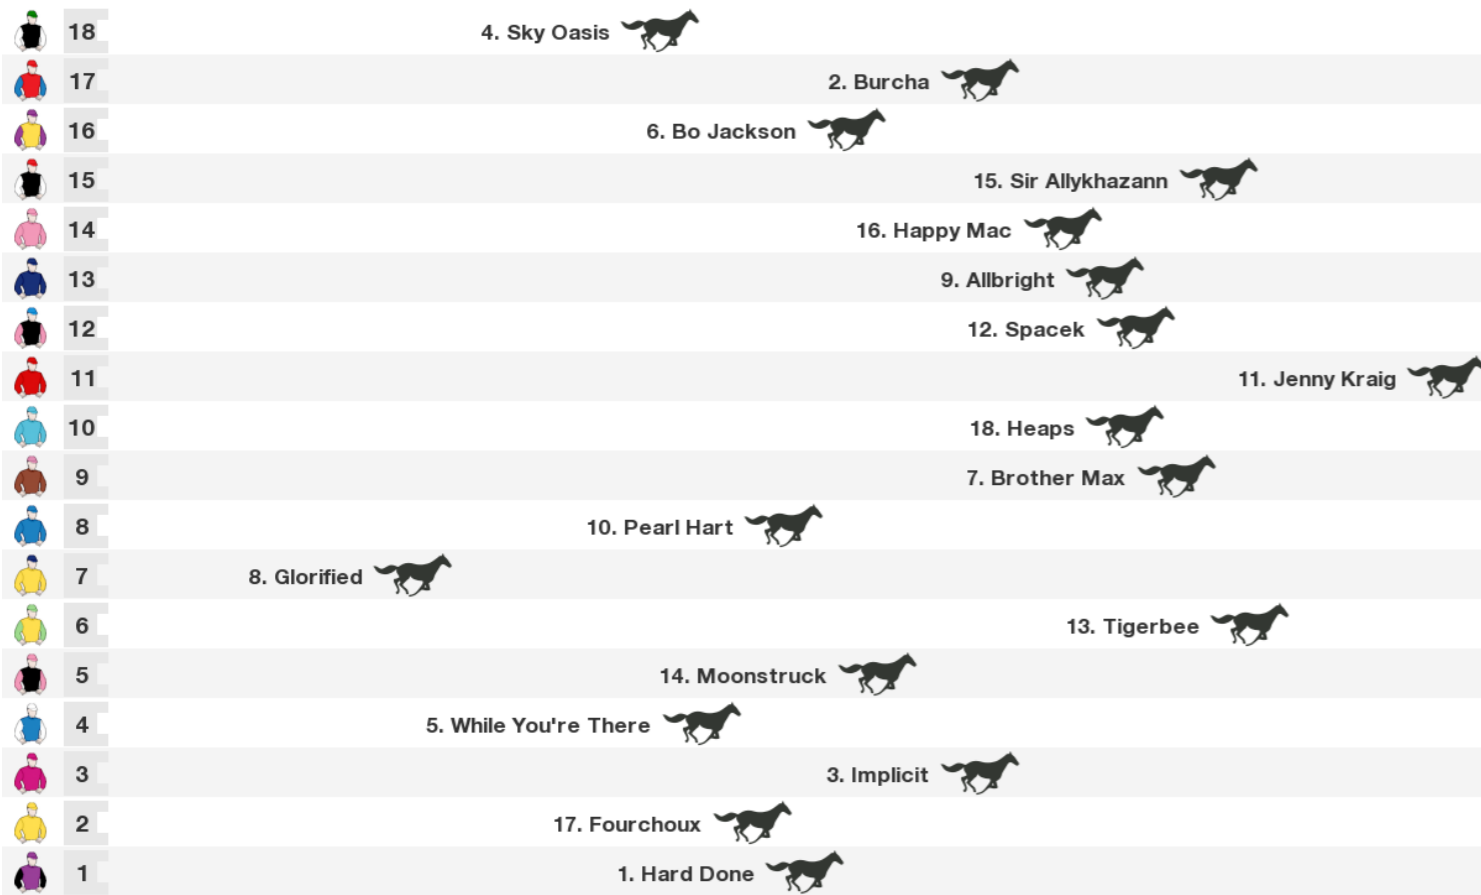 18 4. Sky Oasis
17 2. Burcha
16 6. Bo Jackson
15 15. Sir Allykhazann
14 16. Happy Mac
13 9. Allbright
12 12. Spacek
11 11. Jenny Kraig
10 18. Heaps
9 7. Brother Max
8 10. Pearl Hart
7 8. Glorified
6 13. Tigerbee
5 14. Moonstruck
4 5. While You're There
3 3. Implicit
2 17. Fourchoux
1 1. Hard Done